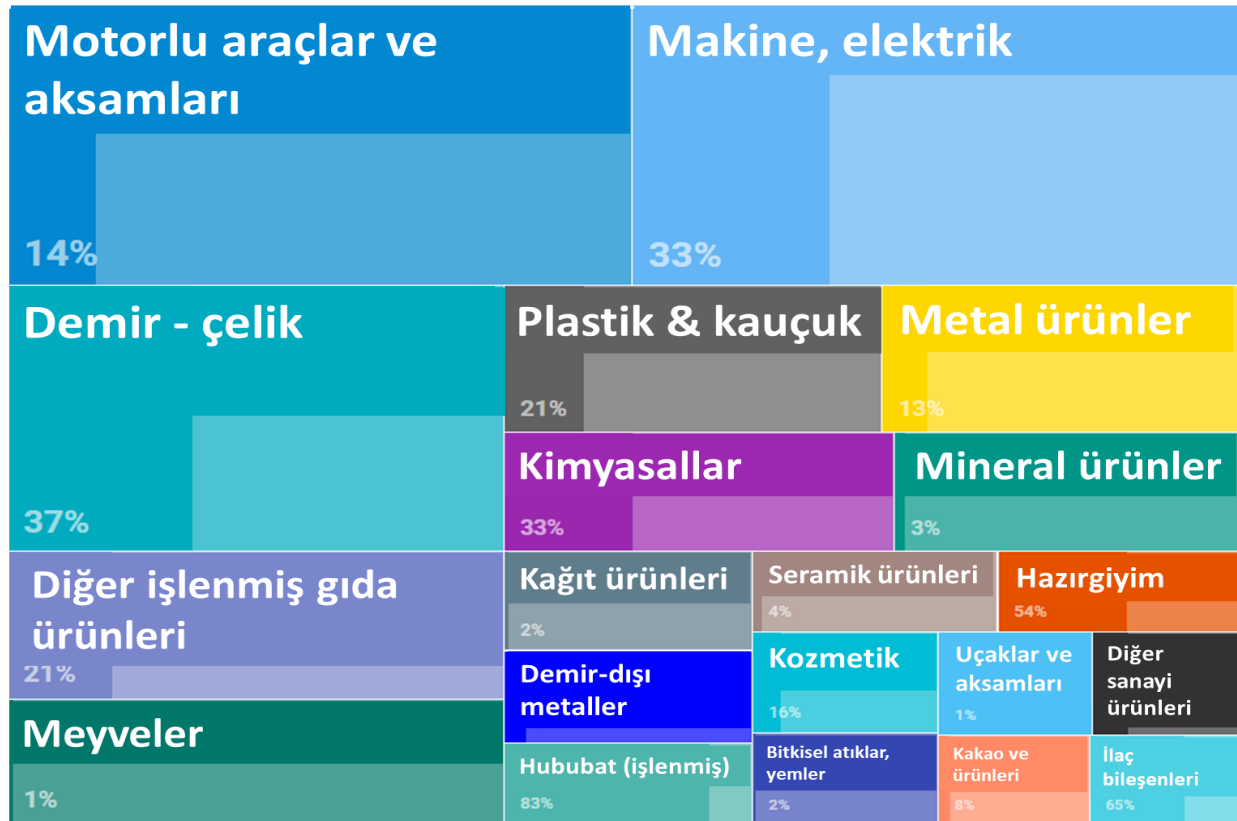 Motorlu araçlar ve
aksamları
14%
Makine, elektrik
33%
Demir - çelik
37%
Plastik & kauçuk
21%
Metal ürünler
13%
Kimyasallar
33%
Mineral ürünler
3%
Diğer işlenmiş gıda
ürünleri
21%
Meyveler
1%
Kağıt ürünleri
2%
Demir-dışı
metaller
Hububat (işlenmiş)
83%
Seramik ürünleri
4%
Hazırgiyim
54%
Kozmetik
16%
Uçaklar ve
aksamları
1%
Diğer
sanayi
ürünleri
Bitkisel atıklar,
yemler
2%
Kakao ve
ürünleri
8%
İlaç
bileşenleri
65%